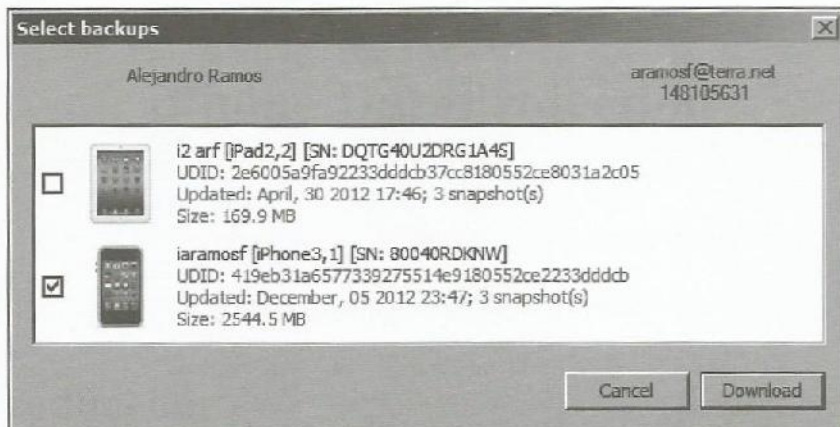 Select backups
Alejandro Ramos
aramosf@terra.net
148105631
i2 arf [iPad2,2] [SN: DQTG40U2DRG1A4S]
UDID: 2e6005a9fa92233dddcb37cc8180552ce8031a2c05
Updated: April, 30 2012 17:46; 3 snapshot(s)
Size: 169.9 MB
iaramosf [iPhone3,1] [SN: 80040RDKNW]
UDID: 419eb31a6577339275514e9180552ce2233dddcb
Updated: December, 05 2012 23:47; 3 snapshot(s)
Size: 2544.5 MB
Cancel
Download